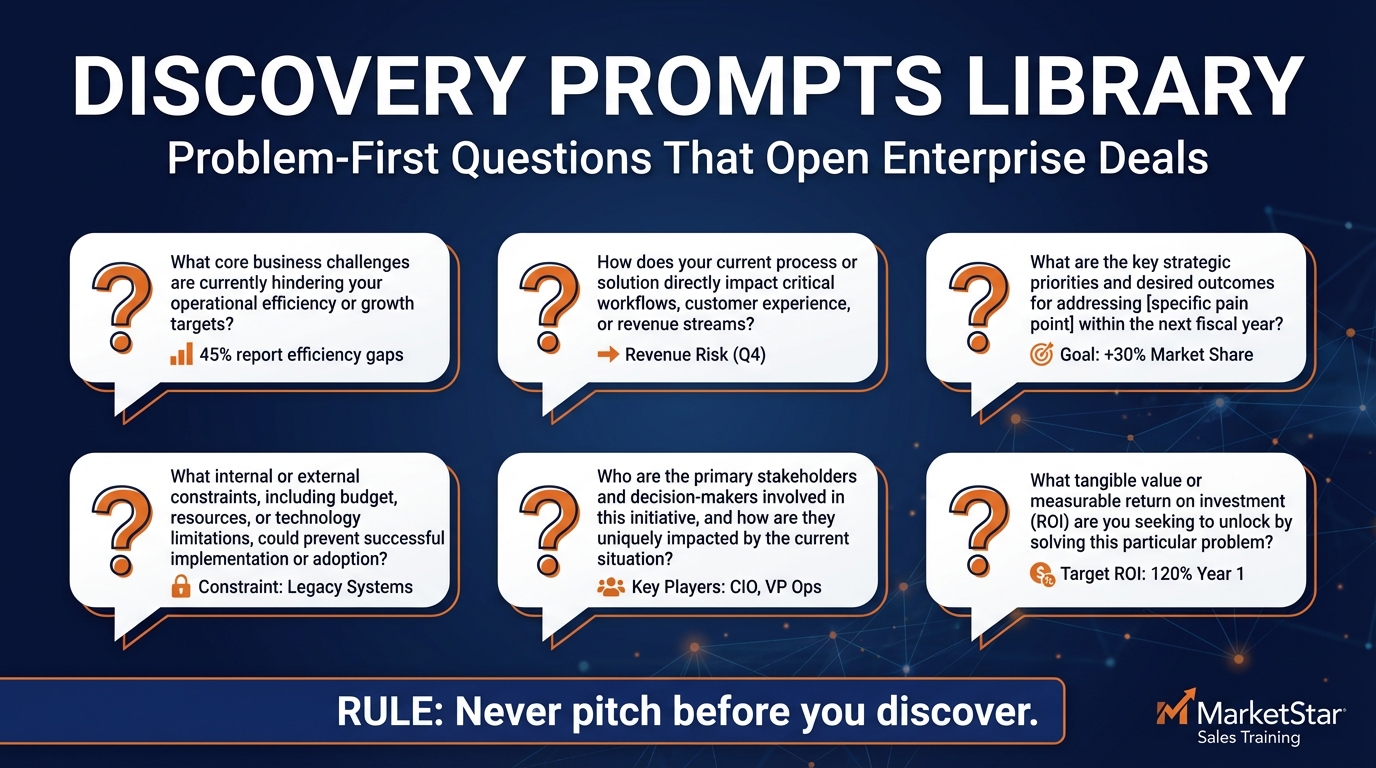 DISCOVERY PROMPTS LIBRARY
Problem-First Questions That Open Enterprise Deals
What core business challenges
are currently hindering your
operational efficiency or growth
targets?
45% report efficiency gaps
How does your current process or
solution directly impact critical
workflows, customer experience,
or revenue streams?
Revenue Risk (Q4)
What are the key strategic
priorities and desired outcomes
for addressing [specific pain
point] within the next fiscal year?
Goal: +30% Market Share
What internal or external
constraints, including budget,
resources, or technology
limitations, could prevent successful
implementation or adoption?
Constraint: Legacy Systems
Who are the primary stakeholders
and decision-makers involved in
this initiative, and how are they
uniquely impacted by the current
situation?
Key Players: CIO, VP Ops
What tangible value or
measurable return on investment
(ROI) are you seeking to unlock by
solving this particular problem?
Target ROI: 120% Year 1
RULE: Never pitch before you discover.
MarketStar
Sales Training